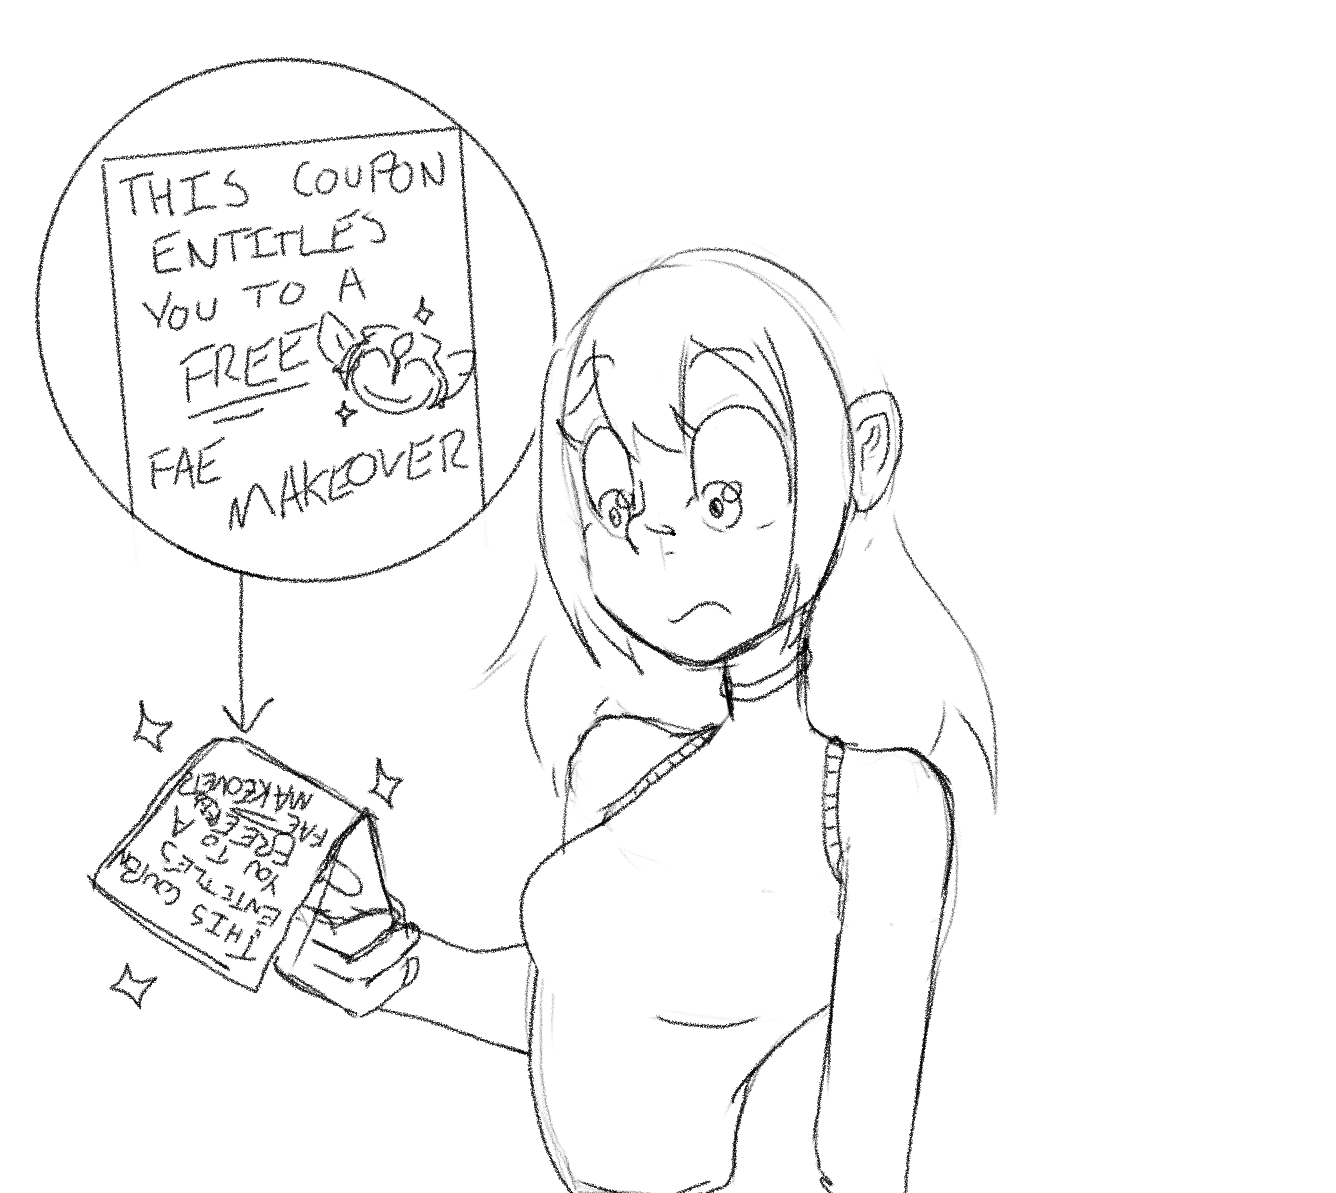 THIS COUPON
ENTITLES
YOU TO A
FREE
FAE
MAKEOVER
THIS COUPON
ENTITLES
YOU TO A
FREE
FAE
MAKEOVER?